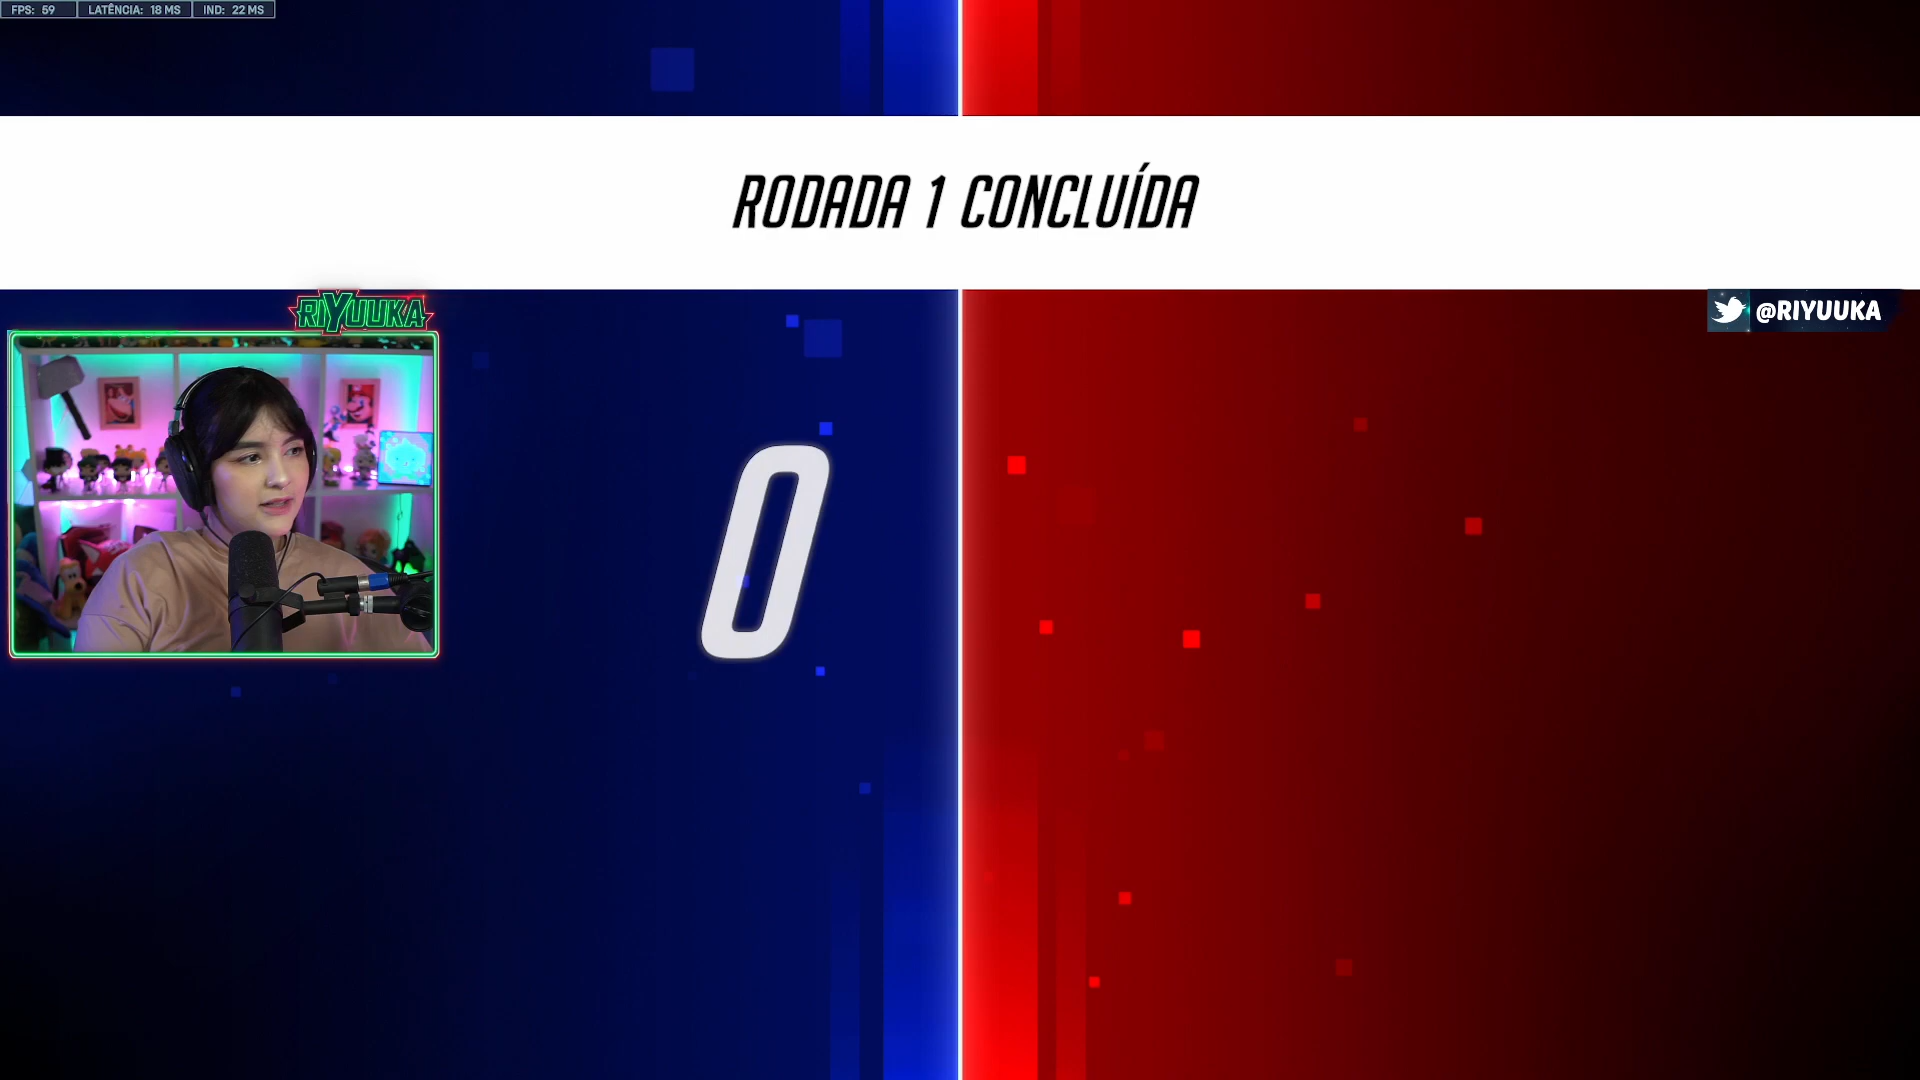 FPS: 59 LATÊNCIA: 18 MS IND: 22 MS
RODADA 1 CONCLUÍDA
RIYUUKA
@RIYUUKA
0